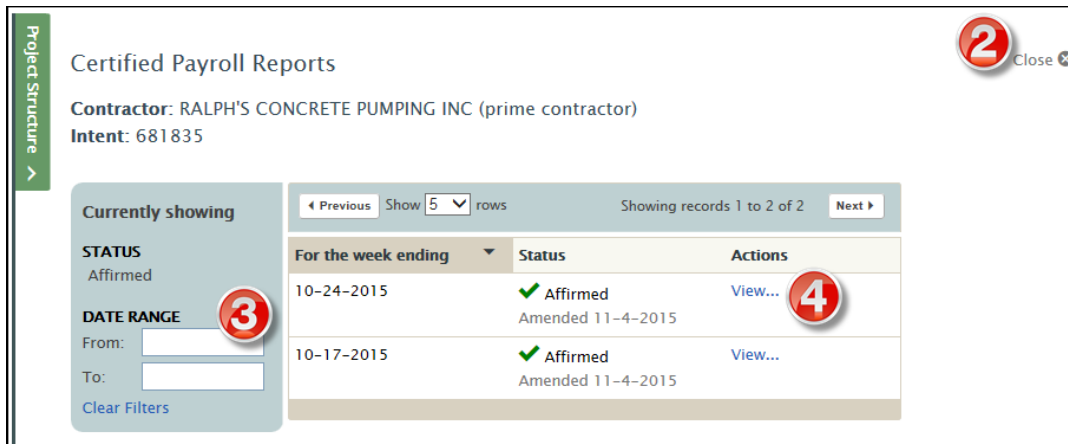 Project Structure
2
Close
Certified Payroll Reports
Contractor: RALPH'S CONCRETE PUMPING INC (prime contractor)
Intent: 681835
Currently showing
STATUS
Affirmed
DATE RANGE
3
From:
To:
Clear Filters
Previous Show 5 rows Showing records 1 to 2 of 2 Next
For the week ending Status Actions
10-24-2015 Affirmed View... 4
Amended 11-4-2015
10-17-2015 Affirmed View...
Amended 11-4-2015